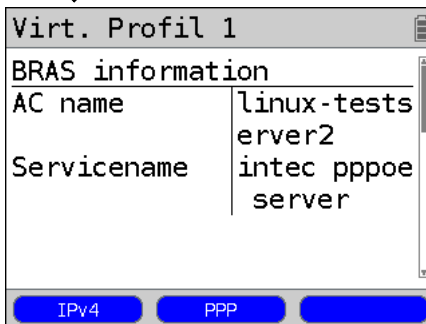 Virt. Profil 1
BRAS information
AC name linux-tests
erver2
Servicename intec pppoe
server
IPv4 PPP